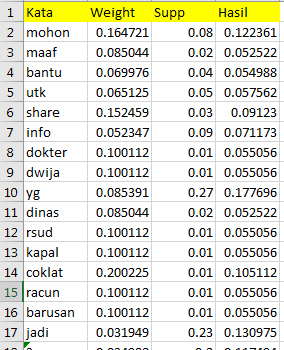 1 Kata Weight Supp Hasil
2 mohon 0.164721 0.08 0.122361
3 maaf 0.085044 0.02 0.052522
4 bantu 0.069976 0.04 0.054988
5 utk 0.065125 0.05 0.057562
6 share 0.152459 0.03 0.09123
7 info 0.052347 0.09 0.071173
8 dokter 0.100112 0.01 0.055056
9 dwija 0.100112 0.01 0.055056
10 yg 0.085391 0.27 0.177696
11 dinas 0.085044 0.02 0.052522
12 rsud 0.100112 0.01 0.055056
13 kapal 0.100112 0.01 0.055056
14 coklat 0.200225 0.01 0.105112
15 racun 0.100112 0.01 0.055056
16 barusan 0.100112 0.01 0.055056
17 jadi 0.031949 0.23 0.130975